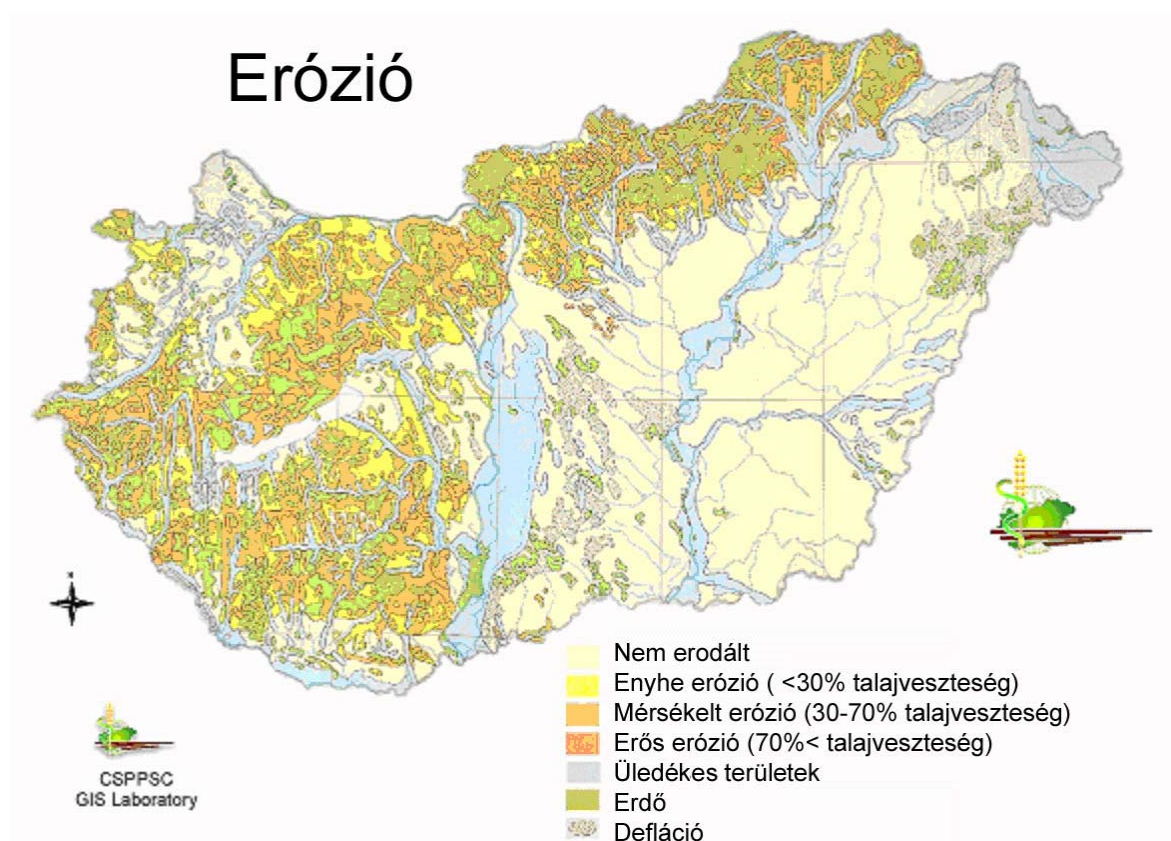 Erózió
Nem erodált
Enyhe erózió ( <30% talajveszteség)
Mérsékelt erózió (30-70% talajveszteség)
Erős erózió (70%< talajveszteség)
Üledékes területek
Erdő
Defláció
CSPPSC
GIS Laboratory